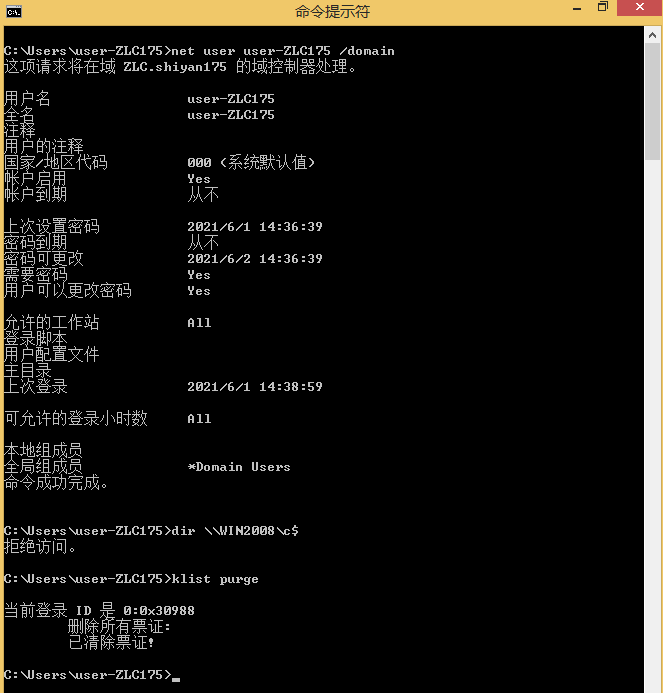 命令提示符
C:\Users\user-ZLC175>net user user-ZLC175 /domain
这项请求将在域 ZLC.shiyan175 的域控制器处理。
用户名 user-ZLC175
全名 user-ZLC175
注释
用户的注释
国家/地区代码 000 (系统默认值)
帐户启用 Yes
帐户到期 从不
上次设置密码 2021/6/1 14:36:39
密码到期 从不
密码可更改 2021/6/2 14:36:39
需要密码 Yes
用户可以更改密码 Yes
允许的工作站 All
登录脚本
用户配置文件
主目录
上次登录 2021/6/1 14:38:59
可允许的登录小时数 All
本地组成员
全局组成员 *Domain Users
命令成功完成。
C:\Users\user-ZLC175>dir \\WIN2008\c$
拒绝访问。
C:\Users\user-ZLC175>klist purge
当前登录 ID 是 0:0x30988
删除所有票证:
已清除票证!
C:\Users\user-ZLC175>_